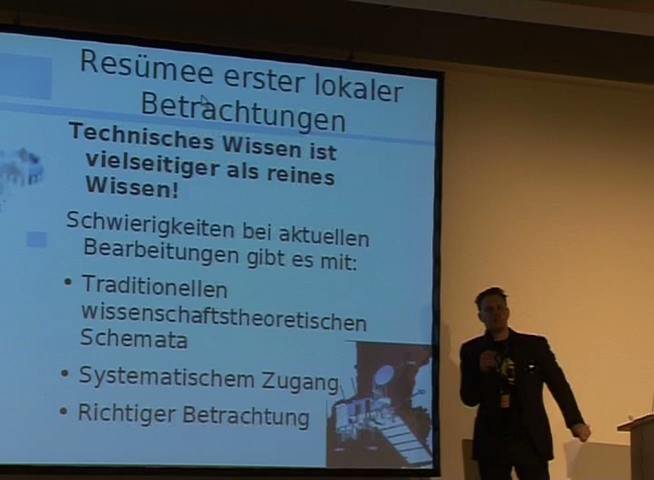 Resümee erster lokaler
Betrachtungen
Technisches Wissen ist
vielseitiger als reines
Wissen!
Schwierigkeiten bei aktuellen
Bearbeitungen gibt es mit:
• Traditionellen
wissenschaftstheoretischen
Schemata
• Systematischem Zugang
• Richtiger Betrachtung